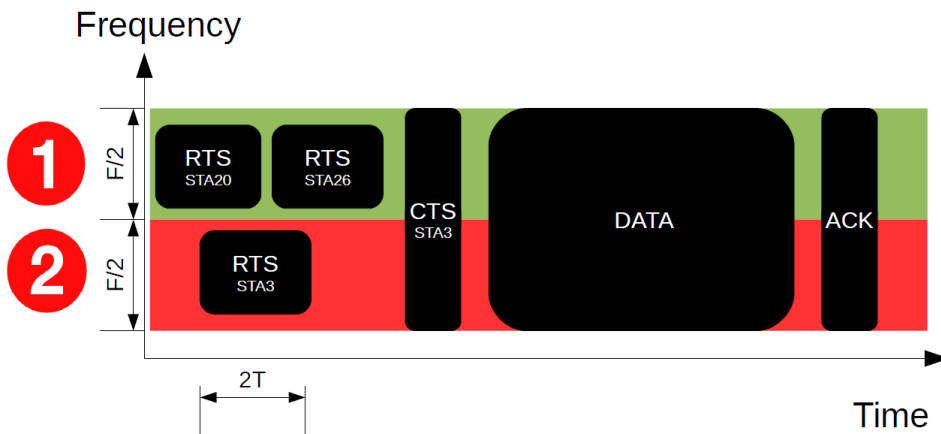 Frequency
1
F/2
RTS
STA20
RTS
STA26
CTS
STA3
DATA
ACK
2
F/2
RTS
STA3
2T
Time